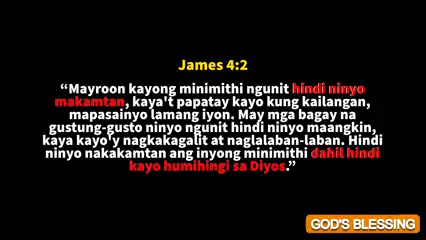 James 4:2
“Mayroon kayong minimithi ngunit hindi ninyo
makamtan, kaya't papatay kayo kung kailangan,
mapasainyo lamang iyon. May mga bagay na
gustung-gusto ninyo ngunit hindi ninyo maangkin,
kaya kayo'y nagkakagalit at naglalaban-laban. Hindi
ninyo nakakamtan ang inyong minimithi dahil hindi
kayo humihingi sa Diyos.”
GOD'S BLESSING